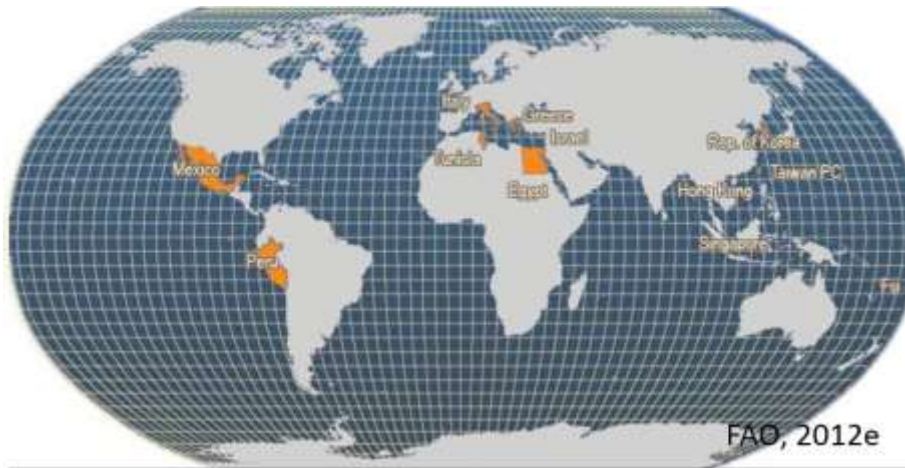 Italy
Greece
Israel
Tunisia
Egypt
Mexico
Peru
Rep. of Korea
Taiwan PC
Hong Kong
Singapore
Fiji
FAO, 2012e